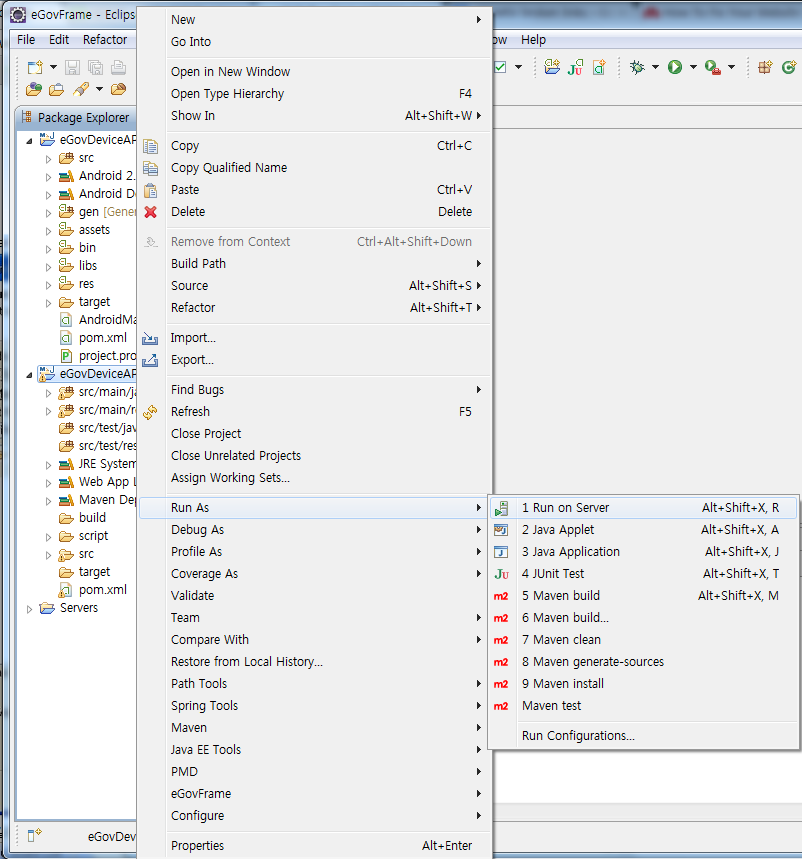 eGovFrame - Eclips
File Edit Refactor
Help
Package Explorer
eGovDeviceAP
src
Android 2.
Android De
gen [Gener
assets
bin
libs
res
target
AndroidMa
pom.xml
project.pro
eGovDeviceAP
src/main/ja
src/main/re
src/test/jav
src/test/res
JRE System
Web App L
Maven Dep
build
script
src
target
pom.xml
Servers
eGovDev
New
Go Into
Open in New Window
Open Type Hierarchy F4
Show In Alt+Shift+W
Copy Ctrl+C
Copy Qualified Name
Paste Ctrl+V
Delete Delete
Remove from Context Ctrl+Alt+Shift+Down
Build Path
Source Alt+Shift+S
Refactor Alt+Shift+T
Import...
Export...
Find Bugs
Refresh F5
Close Project
Close Unrelated Projects
Assign Working Sets...
Run As
Debug As
Profile As
Coverage As
Validate
Team
Compare With
Restore from Local History...
Path Tools
Spring Tools
Maven
Java EE Tools
PMD
eGovFrame
Configure
Properties Alt+Enter
1 Run on Server Alt+Shift+X, R
2 Java Applet Alt+Shift+X, A
3 Java Application Alt+Shift+X, J
JU 4 JUnit Test Alt+Shift+X, T
m2 5 Maven build Alt+Shift+X, M
m2 6 Maven build...
m2 7 Maven clean
m2 8 Maven generate-sources
m2 9 Maven install
m2 Maven test
Run Configurations...